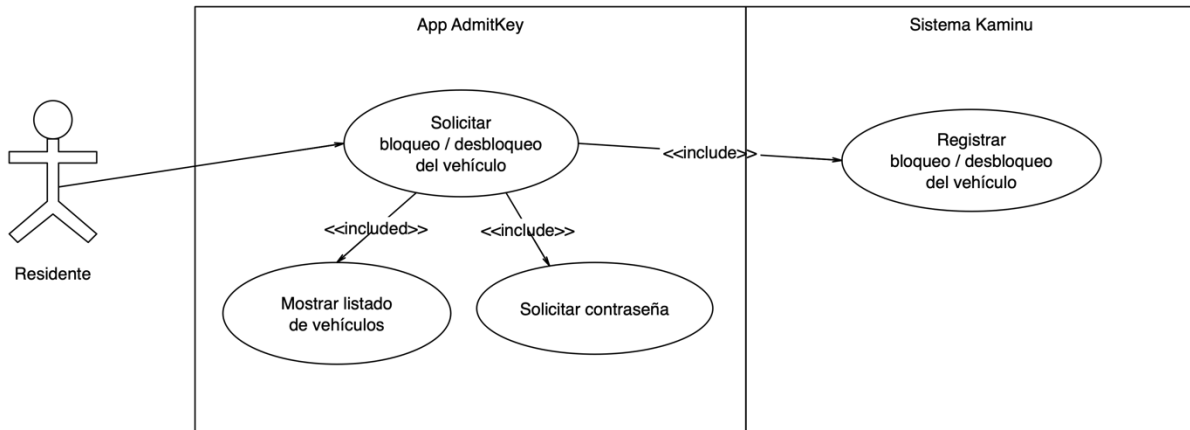 App AdmitKey
Sistema Kaminu
Solicitar
bloqueo / desbloqueo
del vehículo
<<include>>
Registrar
bloqueo / desbloqueo
del vehículo
<<included>>
<<include>>
Residente
Mostrar listado
de vehículos
Solicitar contraseña